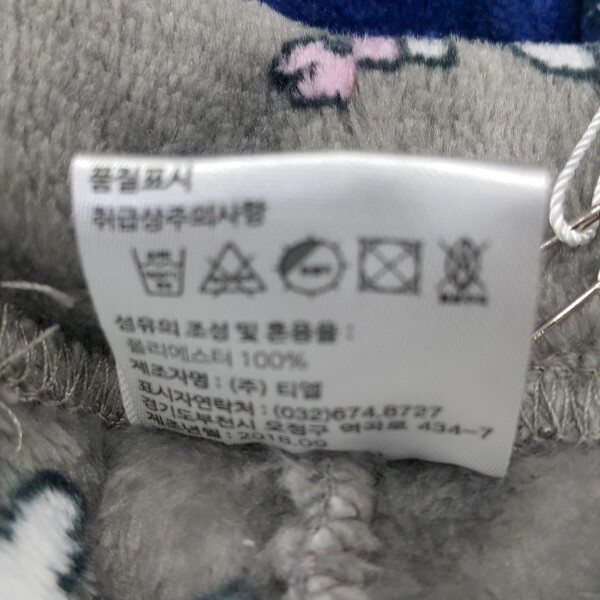 품질표시
취급상주의사항
섬유의 조성 및 혼용율 :
폴리에스터 100%
제조자명 : (주) 티엘
표시자연락처 : (032)674.8727
경기도부천시 오정구 역곡로 434-7
제조년월 : 2018.09